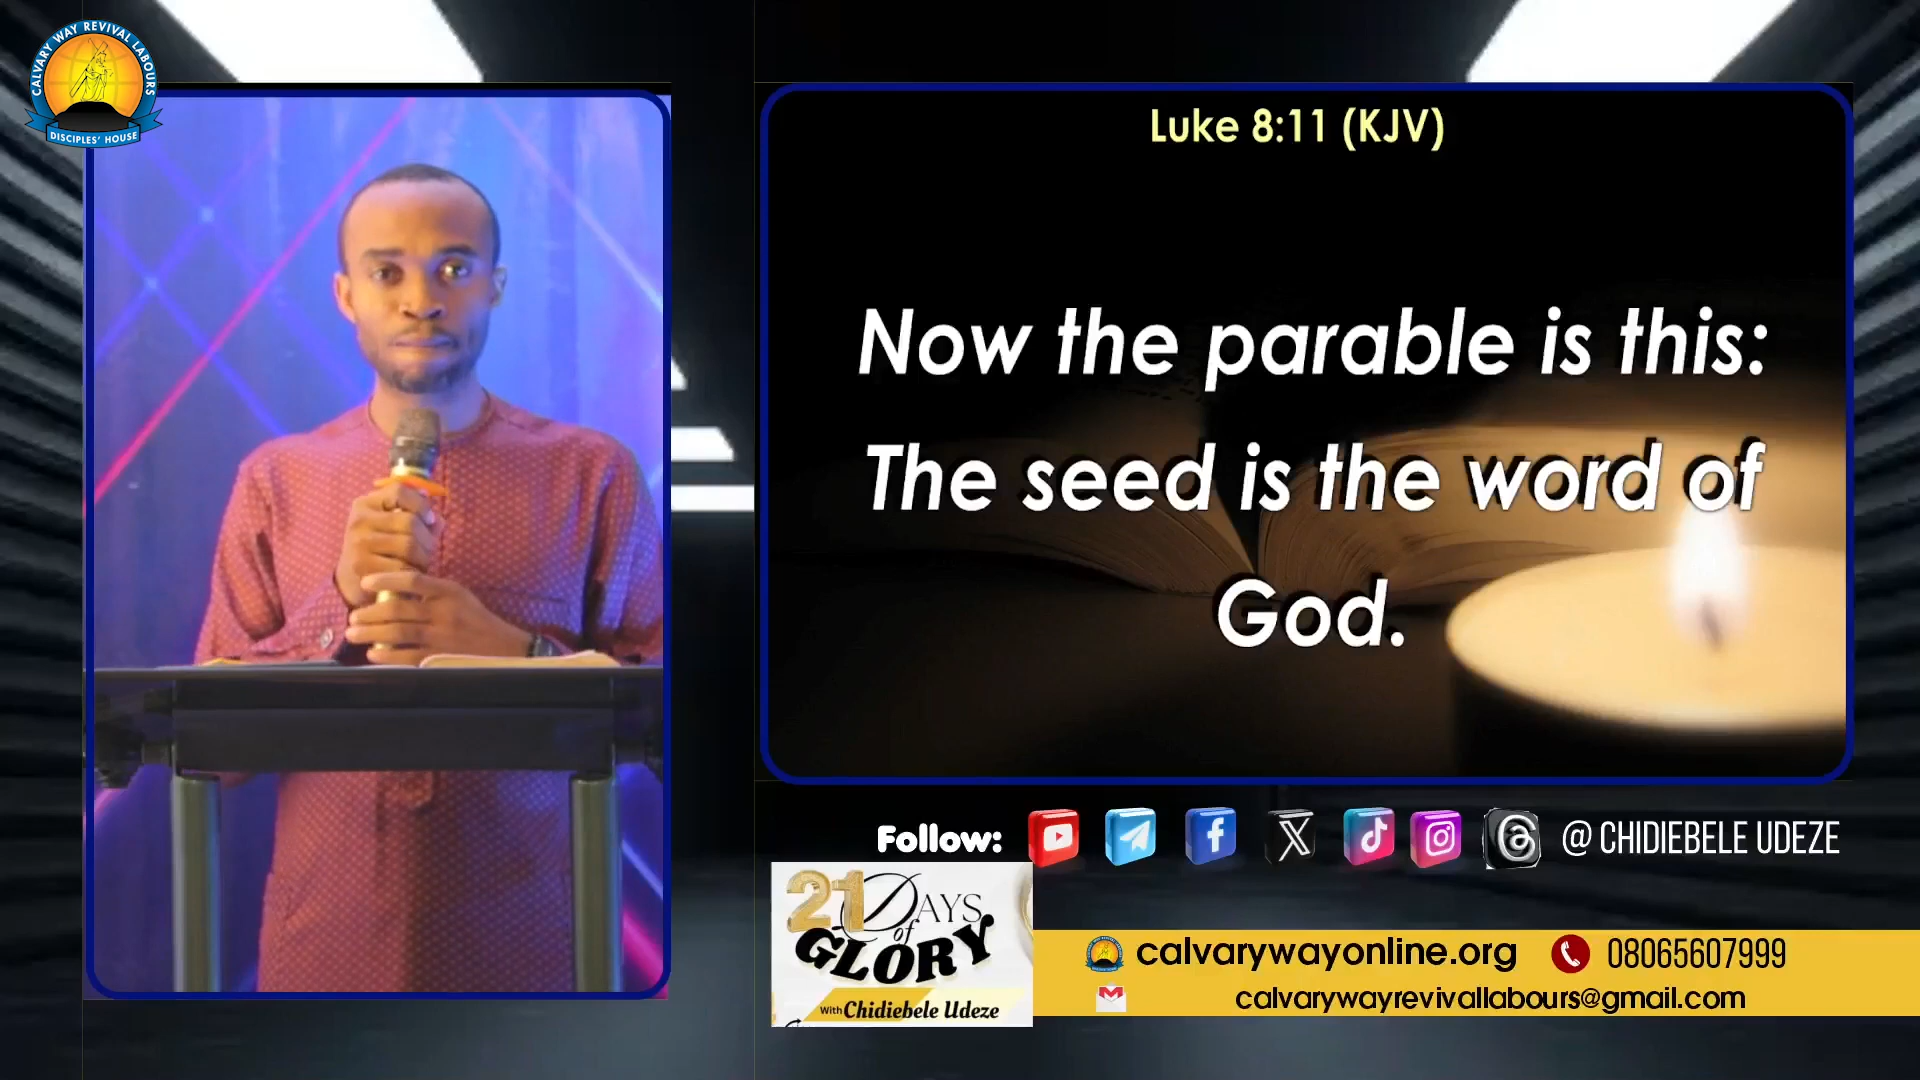 CALVARY WAY REVIVAL LABOURS
DISCIPLES' HOUSE
Luke 8:11 (KJV)
Now the parable is this:
The seed is the word of
God.
Follow:
@ CHIDIEBELE UDEZE
21 DAYS
of
GLORY
With Chidiebele Udeze
calvarywayonline.org
08065607999
calvarywayrevivallabours@gmail.com